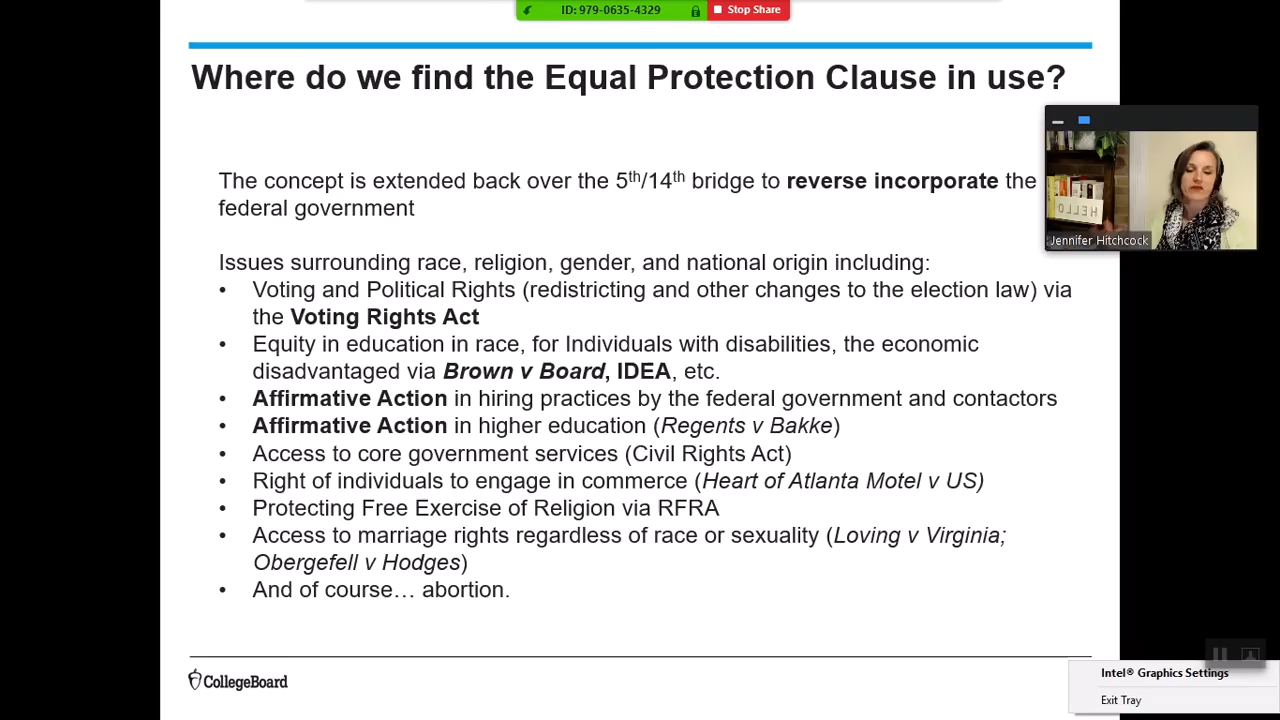 ID: 979-0635-4329
Stop Share
Where do we find the Equal Protection Clause in use?
The concept is extended back over the 5th/14th bridge to reverse incorporate the
federal government
HELLO
Jennifer Hitchcock
Issues surrounding race, religion, gender, and national origin including:
• Voting and Political Rights (redistricting and other changes to the election law) via
the Voting Rights Act
• Equity in education in race, for Individuals with disabilities, the economic
disadvantaged via Brown v Board, IDEA, etc.
• Affirmative Action in hiring practices by the federal government and contactors
• Affirmative Action in higher education (Regents v Bakke)
• Access to core government services (Civil Rights Act)
• Right of individuals to engage in commerce (Heart of Atlanta Motel v US)
• Protecting Free Exercise of Religion via RFRA
• Access to marriage rights regardless of race or sexuality (Loving v Virginia;
Obergefell v Hodges)
• And of course… abortion.
CollegeBoard
Intel® Graphics Settings
Exit Tray